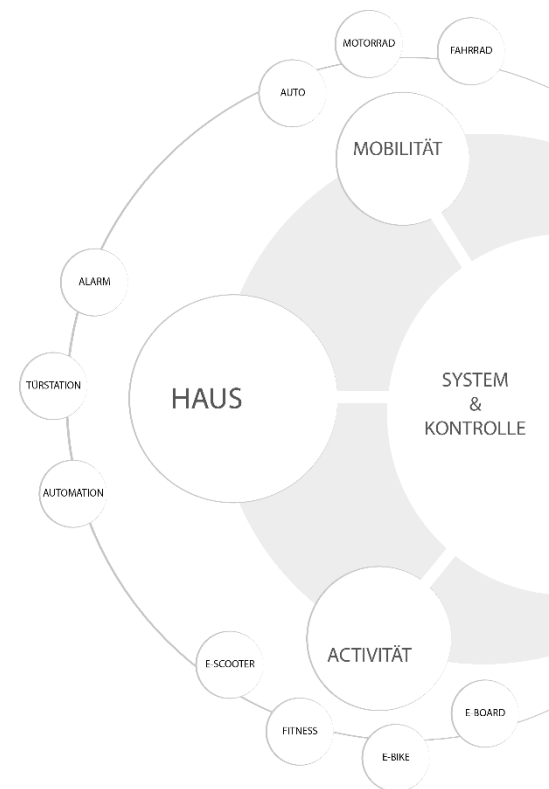 MOTORRAD
FAHRRAD
AUTO
MOBILITÄT
ALARM
TÜRSTATION
HAUS
SYSTEM
&
KONTROLLE
AUTOMATION
ACTIVITÄT
E-SCOOTER
E-BOARD
FITNESS
E-BIKE